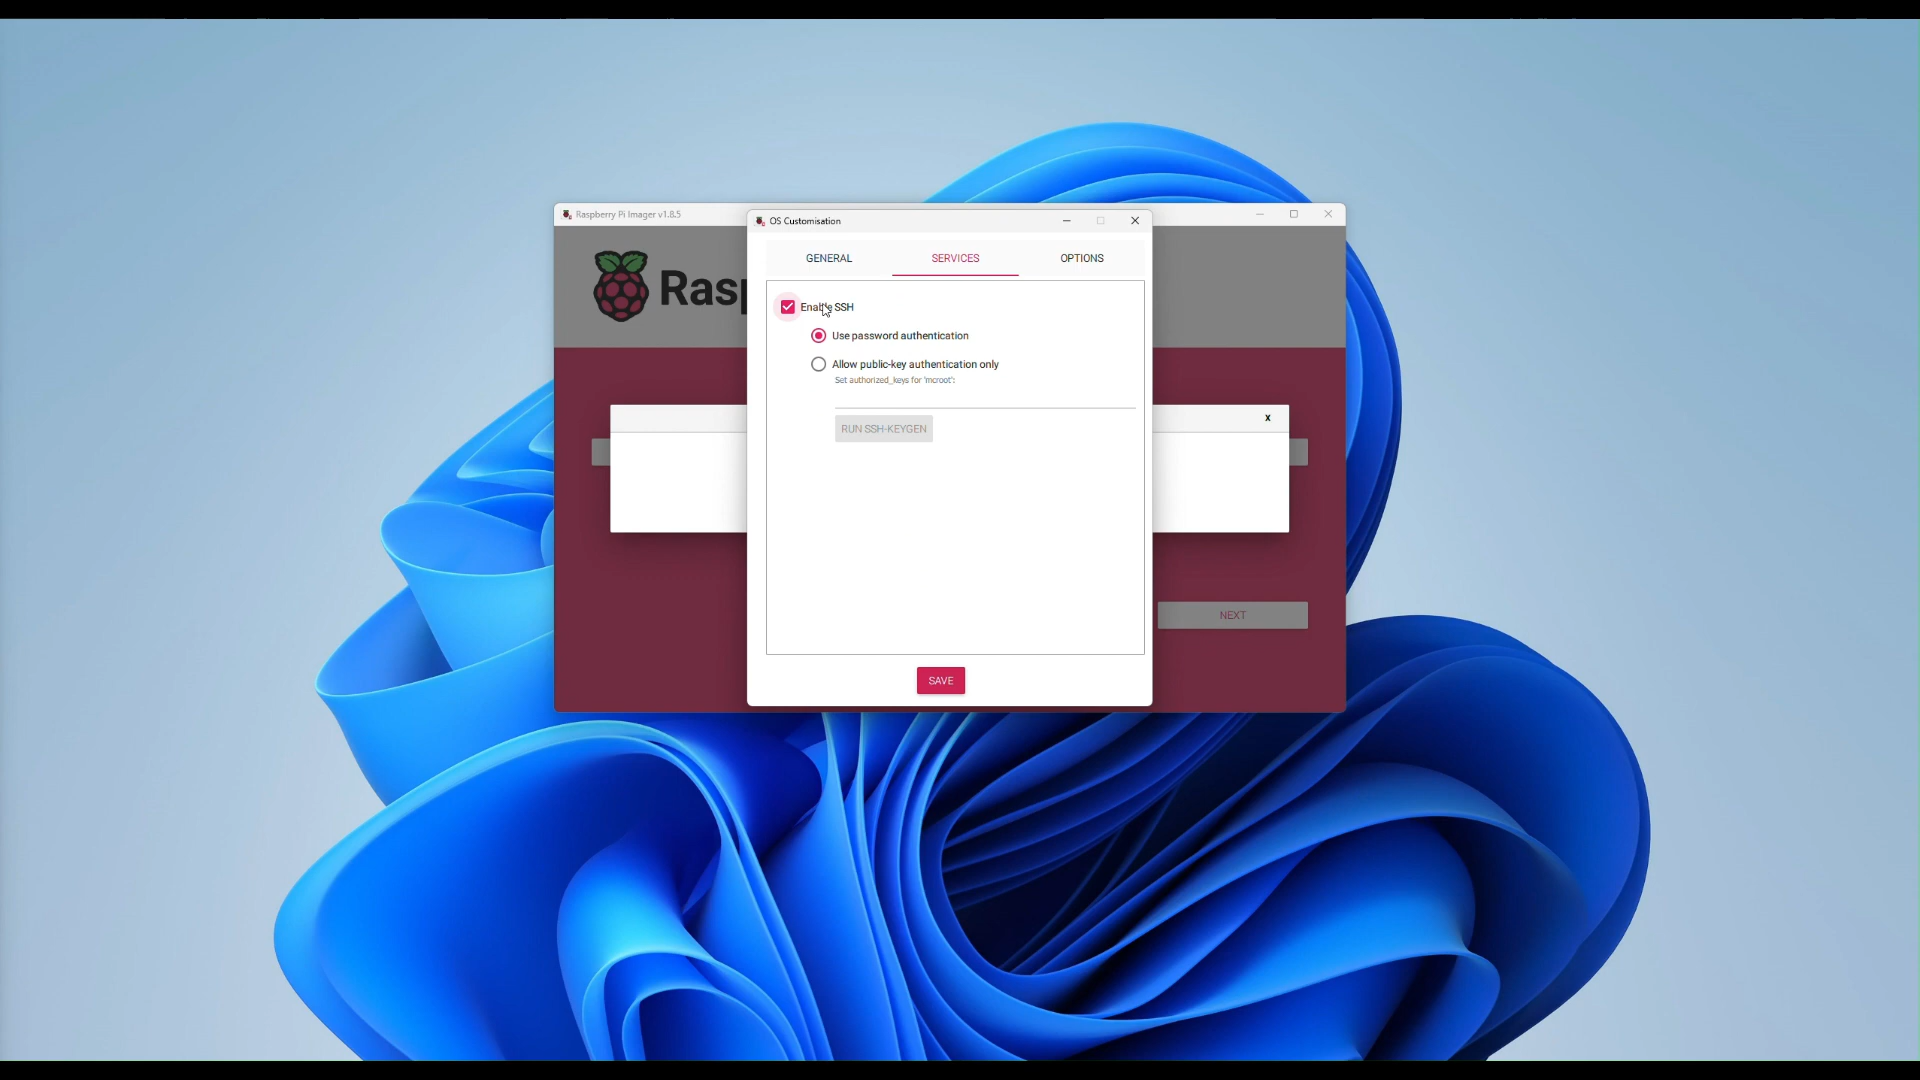 Raspberry Pi Imager v1.8.5
OS Customisation
GENERAL
SERVICES
OPTIONS
Enable SSH
Use password authentication
Allow public-key authentication only
Set authorized_keys for 'mcroot':
RUN SSH-KEYGEN
x
NEXT
SAVE